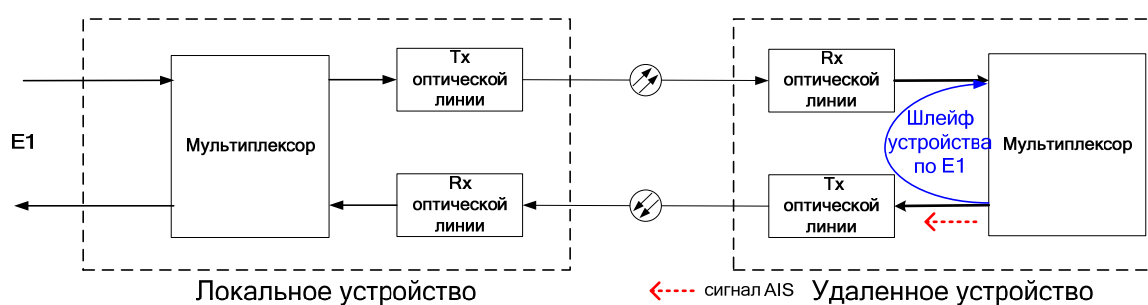 E1
Мультиплексор
Tx
оптической
линии
Rx
оптической
линии
Rx
оптической
линии
Tx
оптической
линии
Шлейф
устройства
по E1
Мультиплексор
Локальное устройство
сигнал AIS
Удаленное устройство